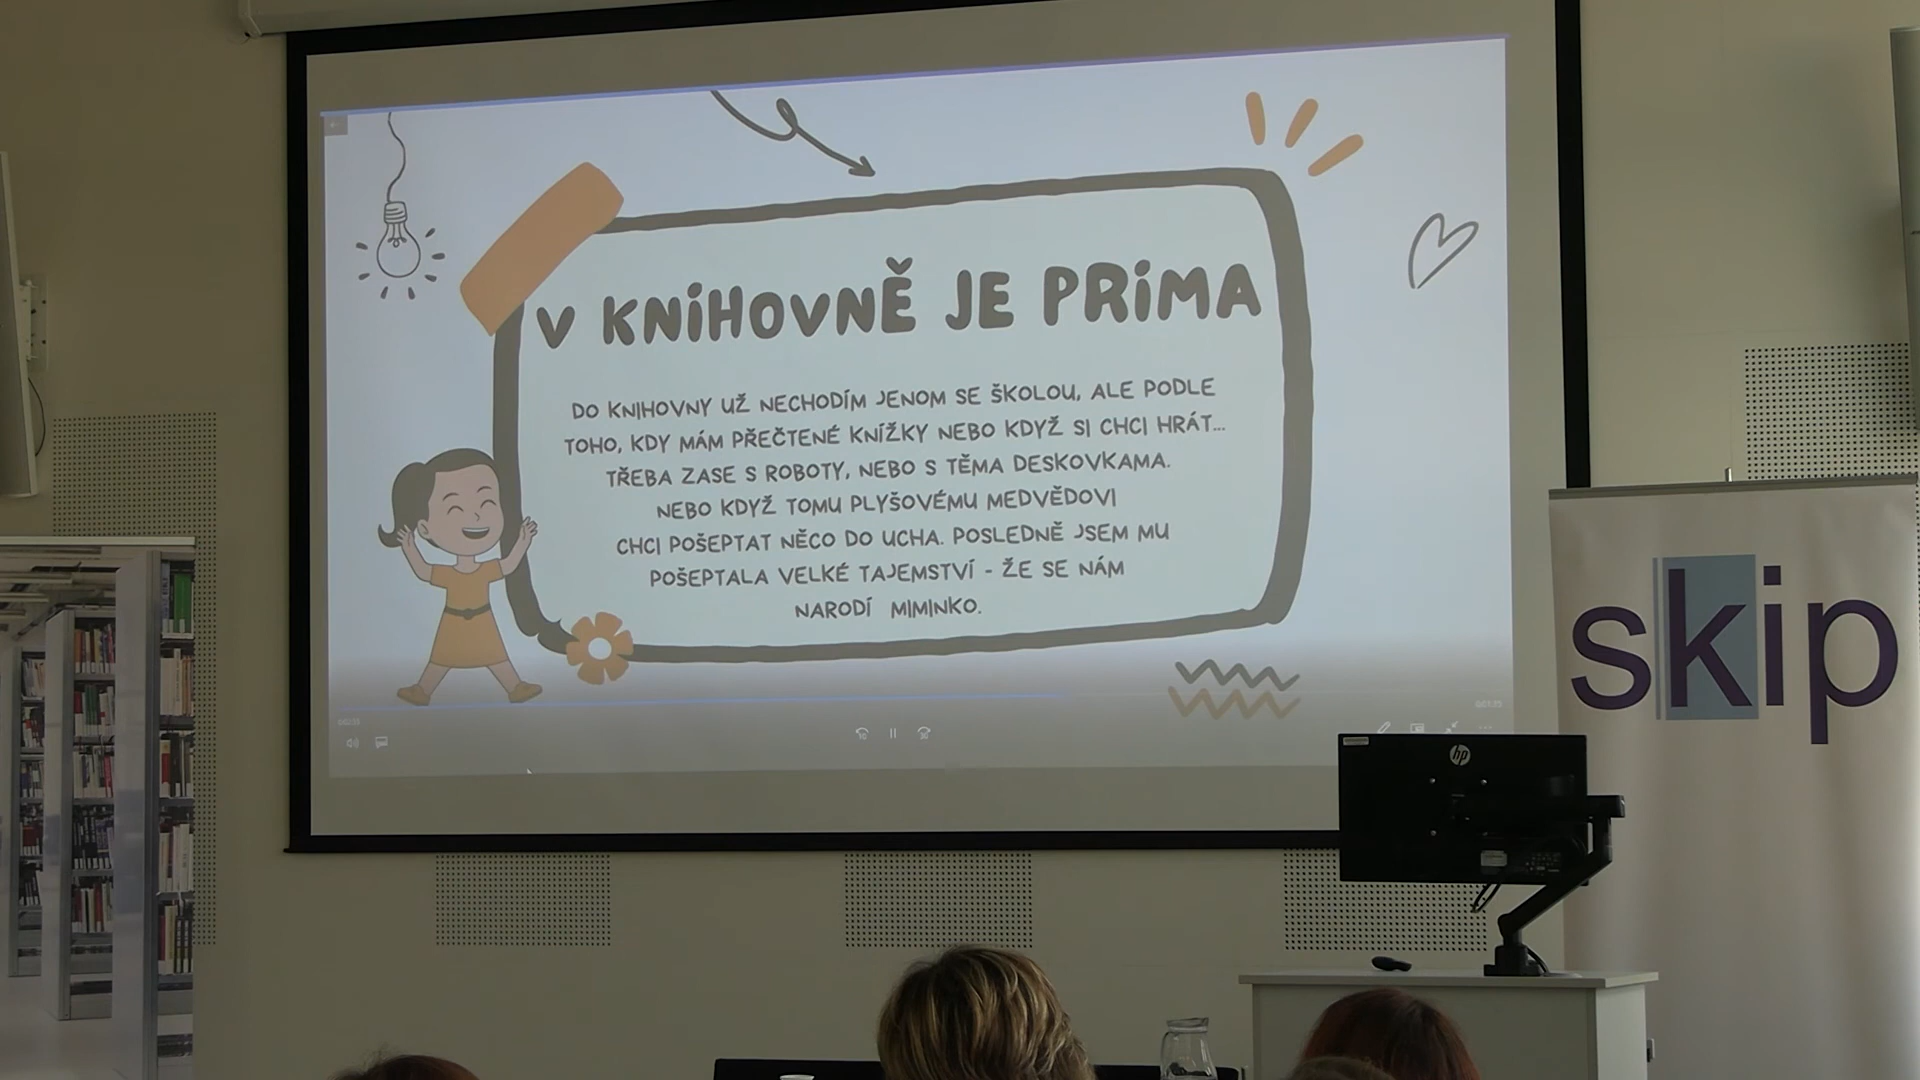 V KNIHOVNĚ JE PRIMA
DO KNIHOVNY UŽ NECHODÍM JENOM SE ŠKOLOU, ALE PODLE
TOHO, KDY MÁM PŘEČTENÉ KNÍŽKY NEBO KDYŽ SI CHCI HRÁT...
TŘEBA ZASE S ROBOTY, NEBO S TĚMA DESKOVKAMA.
NEBO KDYŽ TOMU PLYŠOVÉMU MEDVĚDOVI
CHCI POŠEPTAT NĚCO DO UCHA. POSLEDNĚ JSEM MU
POŠEPTALA VELKÉ TAJEMSTVÍ - ŽE SE NÁM
NARODÍ MIMINKO.
skip
hp